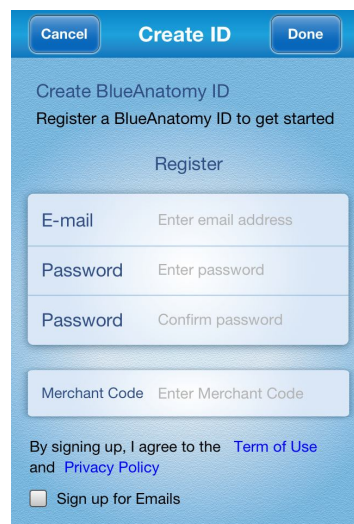 Cancel Create ID Done
Create BlueAnatomy ID
Register a BlueAnatomy ID to get started
Register
E-mail Enter email address
Password Enter password
Password Confirm password
Merchant Code Enter Merchant Code
By signing up, I agree to the Term of Use
and Privacy Policy
Sign up for Emails